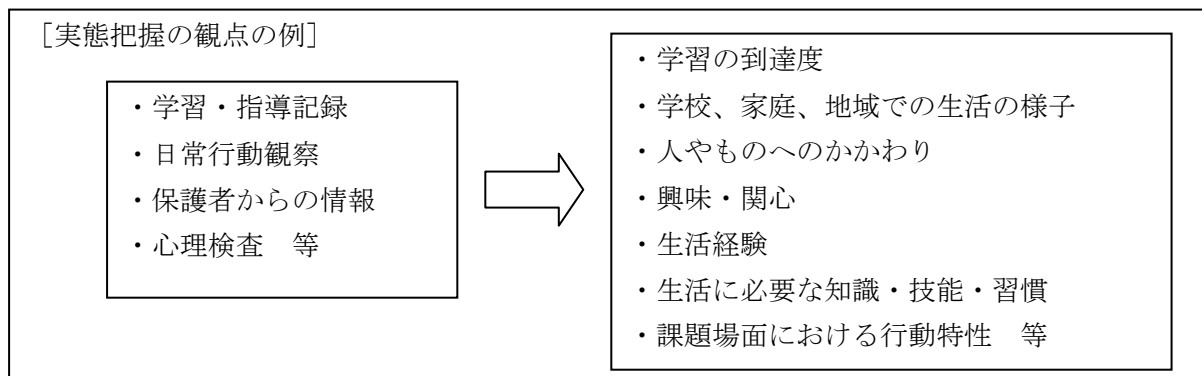 ［実態把握の観点の例］
・学習・指導記録
・日常行動観察
・保護者からの情報
・心理検査　等
・学習の到達度
・学校、家庭、地域での生活の様子
・人やものへのかかわり
・興味・関心
・生活経験
・生活に必要な知識・技能・習慣
・課題場面における行動特性　等